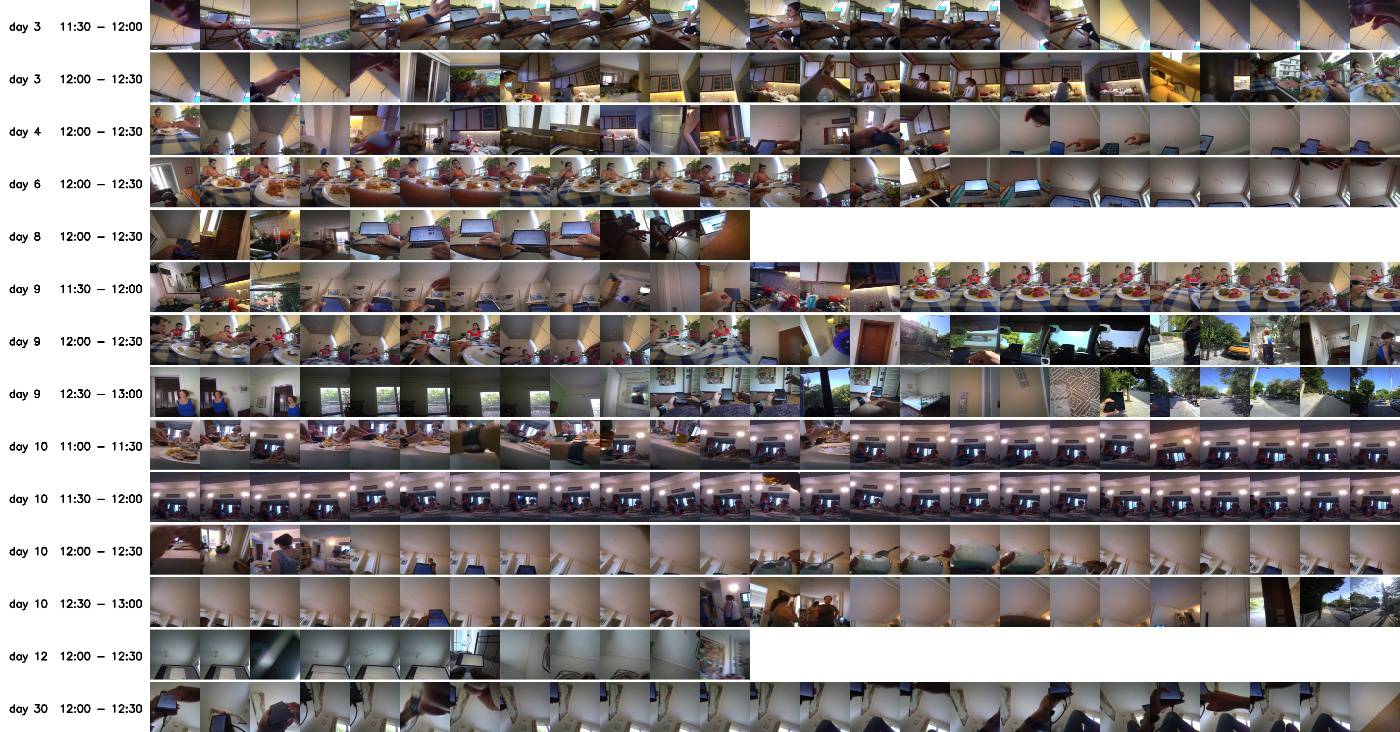 day 3 11:30 – 12:00
day 3 12:00 – 12:30
day 4 12:00 – 12:30
day 6 12:00 – 12:30
day 8 12:00 – 12:30
day 9 11:30 – 12:00
day 9 12:00 – 12:30
day 9 12:30 – 13:00
day 10 11:00 – 11:30
day 10 11:30 – 12:00
day 10 12:00 – 12:30
day 10 12:30 – 13:00
day 12 12:00 – 12:30
day 30 12:00 – 12:30